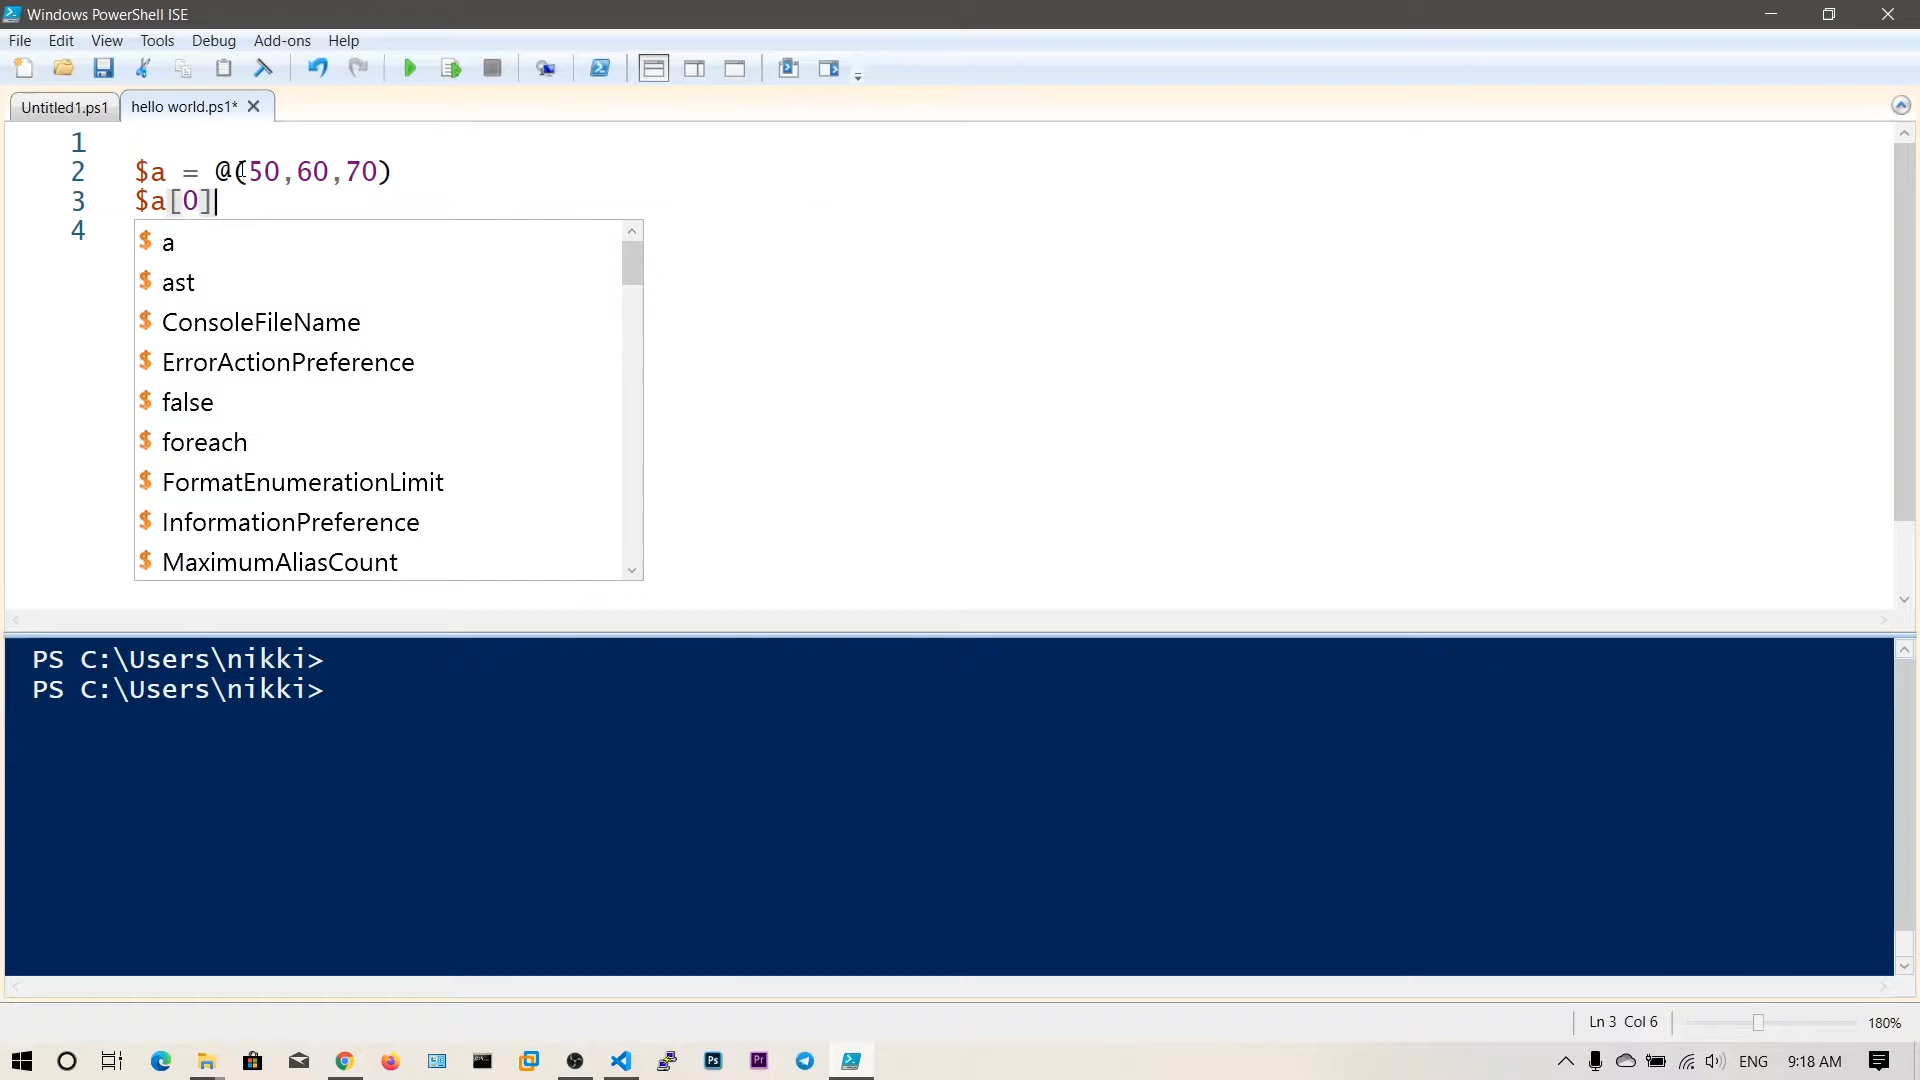 Windows PowerShell ISE
File Edit View Tools Debug Add-ons Help
Untitled1.ps1 hello world.ps1*
1
2 $a = @(50,60,70)
3 $a[0]
4
a
ast
ConsoleFileName
ErrorActionPreference
false
foreach
FormatEnumerationLimit
InformationPreference
MaximumAliasCount
PS C:\Users\nikki>
PS C:\Users\nikki>
Ln 3 Col 6 180%
Ps Pr ENG 9:18 AM